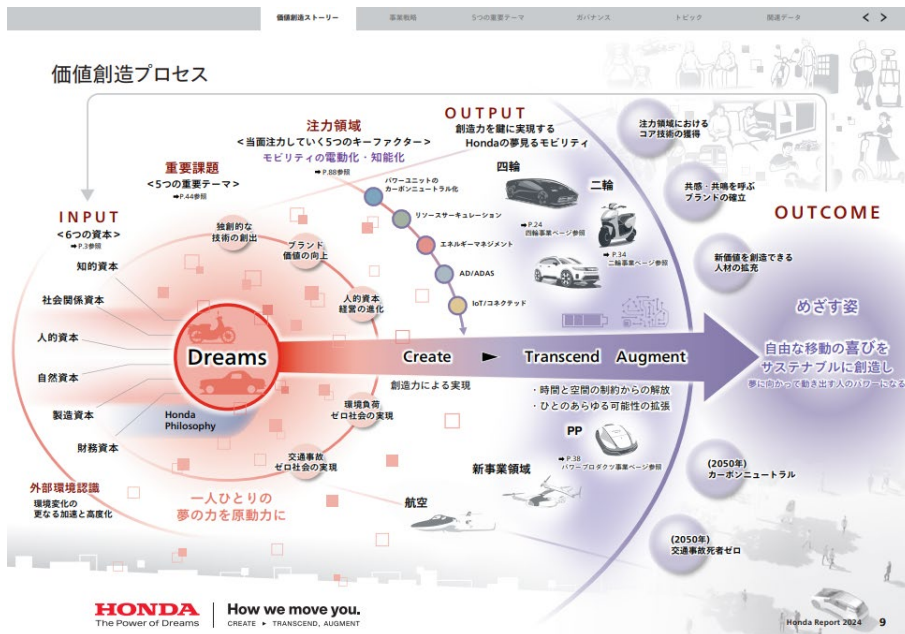 価値創造ストーリー
事業戦略
5つの重要テーマ
ガバナンス
トピック
関連データ
価値創造プロセス
INPUT
<6つの資本>
➡P.3参照
知的資本
社会関係資本
人的資本
自然資本
製造資本
財務資本
外部環境認識
環境変化の
更なる加速と高度化
重要課題
<5つの重要テーマ>
➡P.44参照
独創的な
技術の創出
ブランド
価値の向上
人的資本
経営の進化
環境負荷
ゼロ社会の実現
交通事故
ゼロ社会の実現
Dreams
Honda
Philosophy
一人ひとりの
夢の力を原動力に
注力領域
<当面注力していく5つのキーファクター>
モビリティの電動化・知能化
➡P.88参照
パワーユニットの
カーボンニュートラル化
リソースサーキュレーション
エネルギーマネジメント
AD/ADAS
IoT/コネクテッド
Create
►
Transcend Augment
創造力による実現
・時間と空間の制約からの解放
・ひとのあらゆる可能性の拡張
OUTPUT
創造力を鍵に実現する
Hondaの夢見るモビリティ
四輪
➡P.24
四輪事業ページ参照
二輪
➡P.34
二輪事業ページ参照
PP
➡P.38
パワープロダクツ事業ページ参照
新事業領域
航空
注力領域における
コア技術の獲得
共感・共鳴を呼ぶ
ブランドの確立
新価値を創造できる
人材の拡充
OUTCOME
めざす姿
自由な移動の喜びを
サステナブルに創造し
夢に向かって動き出す人のパワーになる
(2050年)
カーボンニュートラル
(2050年)
交通事故死者ゼロ
HONDA
The Power of Dreams
How we move you.
CREATE ► TRANSCEND, AUGMENT
Honda Report 2024 9